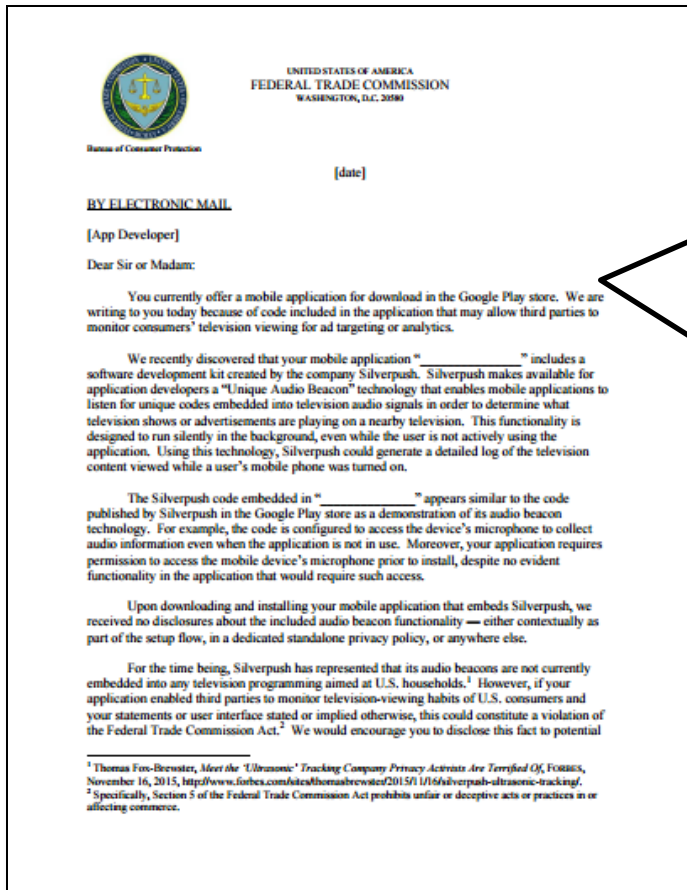 UNITED STATES OF AMERICA
FEDERAL TRADE COMMISSION
WASHINGTON, D.C. 20580
Bureau of Consumer Protection
[date]
BY ELECTRONIC MAIL
[App Developer]
Dear Sir or Madam:
You currently offer a mobile application for download in the Google Play store. We are
writing to you today because of code included in the application that may allow third parties to
monitor consumers' television viewing for ad targeting or analytics.
We recently discovered that your mobile application "_______________" includes a
software development kit created by the company Silverpush. Silverpush makes available for
application developers a "Unique Audio Beacon" technology that enables mobile applications to
listen for unique codes embedded into television audio signals in order to determine what
television shows or advertisements are playing on a nearby television. This functionality is
designed to run silently in the background, even while the user is not actively using the
application. Using this technology, Silverpush could generate a detailed log of the television
content viewed while a user's mobile phone was turned on.
The Silverpush code embedded in "______________" appears similar to the code
published by Silverpush in the Google Play store as a demonstration of its audio beacon
technology. For example, the code is configured to access the device's microphone to collect
audio information even when the application is not in use. Moreover, your application requires
permission to access the mobile device's microphone prior to install, despite no evident
functionality in the application that would require such access.
Upon downloading and installing your mobile application that embeds Silverpush, we
received no disclosures about the included audio beacon functionality — either contextually as
part of the setup flow, in a dedicated standalone privacy policy, or anywhere else.
For the time being, Silverpush has represented that its audio beacons are not currently
embedded into any television programming aimed at U.S. households.¹ However, if your
application enabled third parties to monitor television-viewing habits of U.S. consumers and
your statements or user interface stated or implied otherwise, this could constitute a violation of
the Federal Trade Commission Act.² We would encourage you to disclose this fact to potential
¹ Thomas Fox-Brewster, Meet the 'Ultrasonic' Tracking Company Privacy Activists Are Terrified Of, FORBES,
November 16, 2015, http://www.forbes.com/sites/thomasbrewster/2015/11/16/silverpush-ultrasonic-tracking/.
² Specifically, Section 5 of the Federal Trade Commission Act prohibits unfair or deceptive acts or practices in or
affecting commerce.